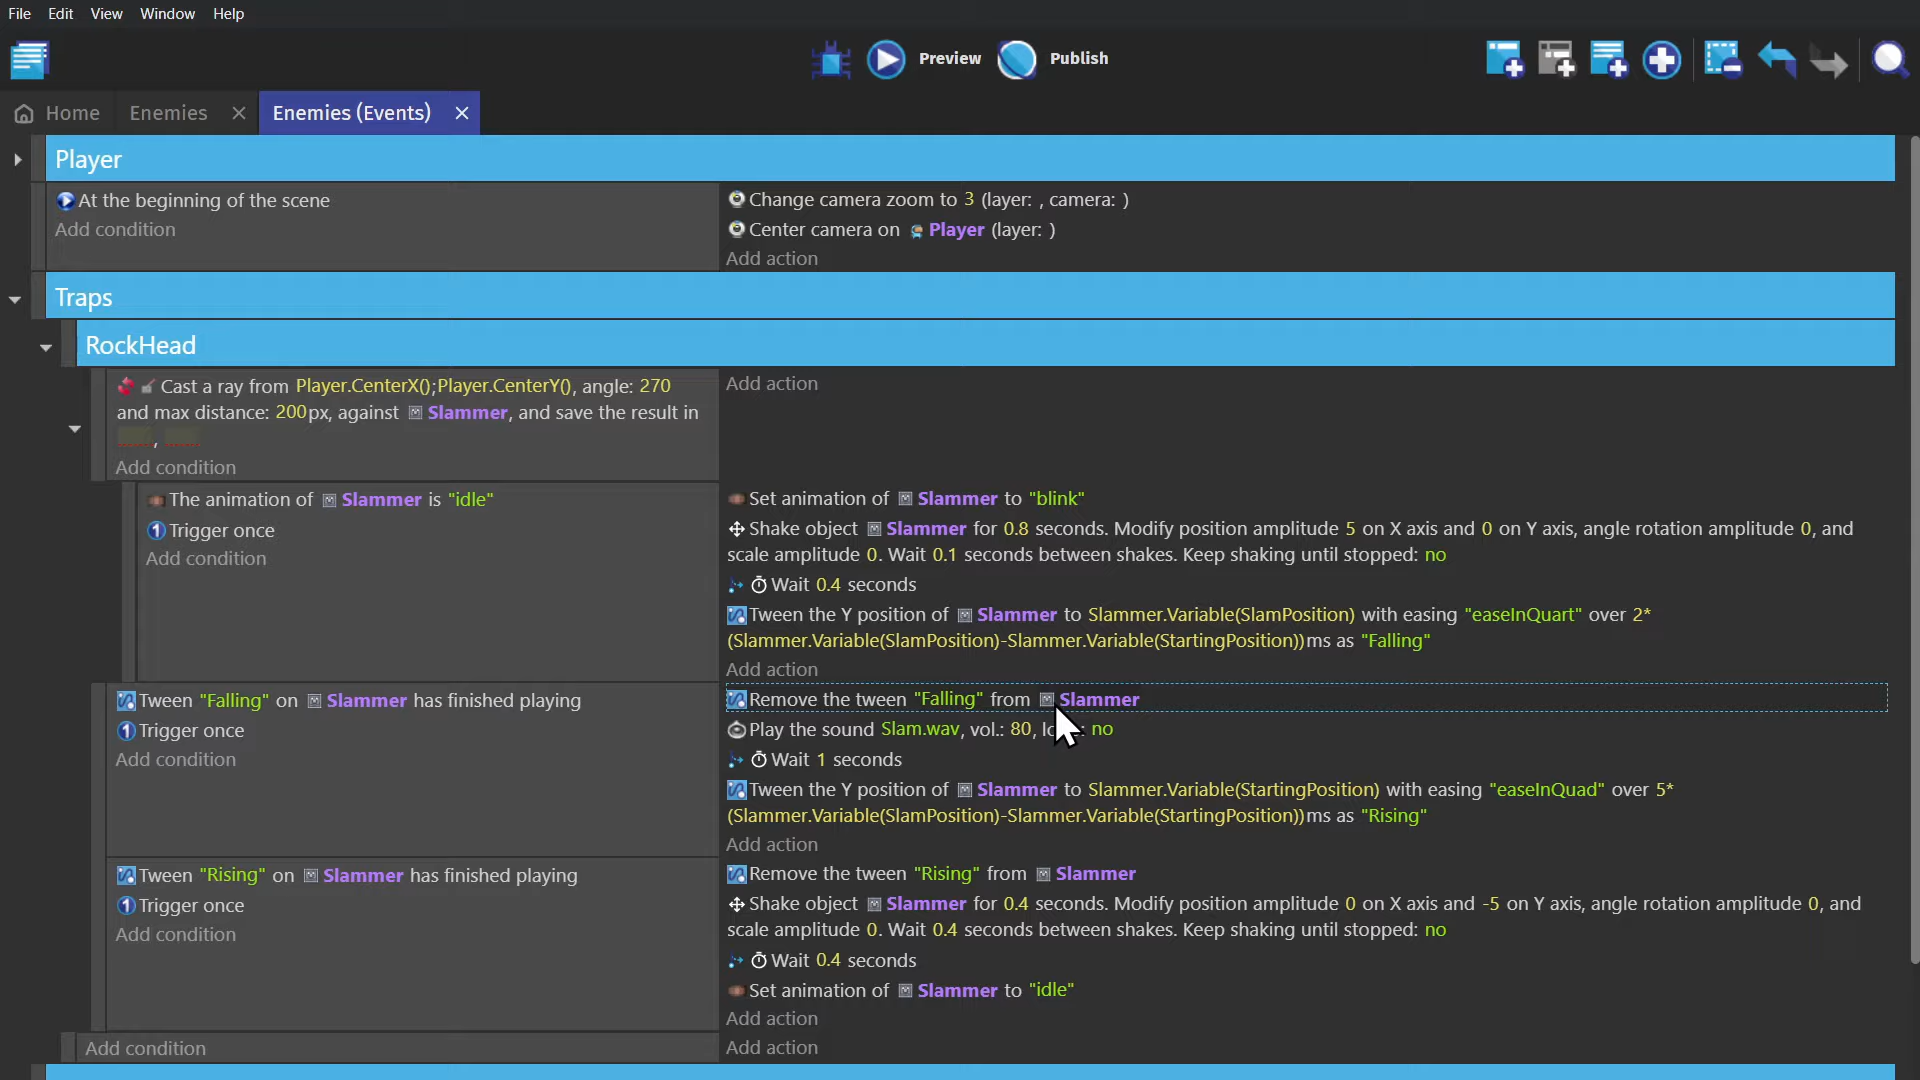 File Edit View Window Help
Preview Publish
Home Enemies Enemies (Events)
Player
At the beginning of the scene
Add condition
Change camera zoom to 3 (layer: , camera: )
Center camera on Player (layer: )
Add action
Traps
RockHead
Cast a ray from Player.CenterX();Player.CenterY(), angle: 270
and max distance: 200px, against Slammer, and save the result in
,
Add condition
Add action
The animation of Slammer is "idle"
Trigger once
Add condition
Set animation of Slammer to "blink"
Shake object Slammer for 0.8 seconds. Modify position amplitude 5 on X axis and 0 on Y axis, angle rotation amplitude 0, and
scale amplitude 0. Wait 0.1 seconds between shakes. Keep shaking until stopped: no
Wait 0.4 seconds
Tween the Y position of Slammer to Slammer.Variable(SlamPosition) with easing "easeInQuart" over 2*
(Slammer.Variable(SlamPosition)-Slammer.Variable(StartingPosition))ms as "Falling"
Add action
Tween "Falling" on Slammer has finished playing
Trigger once
Add condition
Remove the tween "Falling" from Slammer
Play the sound Slam.wav, vol.: 80, no
Wait 1 seconds
Tween the Y position of Slammer to Slammer.Variable(StartingPosition) with easing "easeInQuad" over 5*
(Slammer.Variable(SlamPosition)-Slammer.Variable(StartingPosition))ms as "Rising"
Add action
Tween "Rising" on Slammer has finished playing
Trigger once
Add condition
Remove the tween "Rising" from Slammer
Shake object Slammer for 0.4 seconds. Modify position amplitude 0 on X axis and -5 on Y axis, angle rotation amplitude 0, and
scale amplitude 0. Wait 0.4 seconds between shakes. Keep shaking until stopped: no
Wait 0.4 seconds
Set animation of Slammer to "idle"
Add action
Add condition
Add action